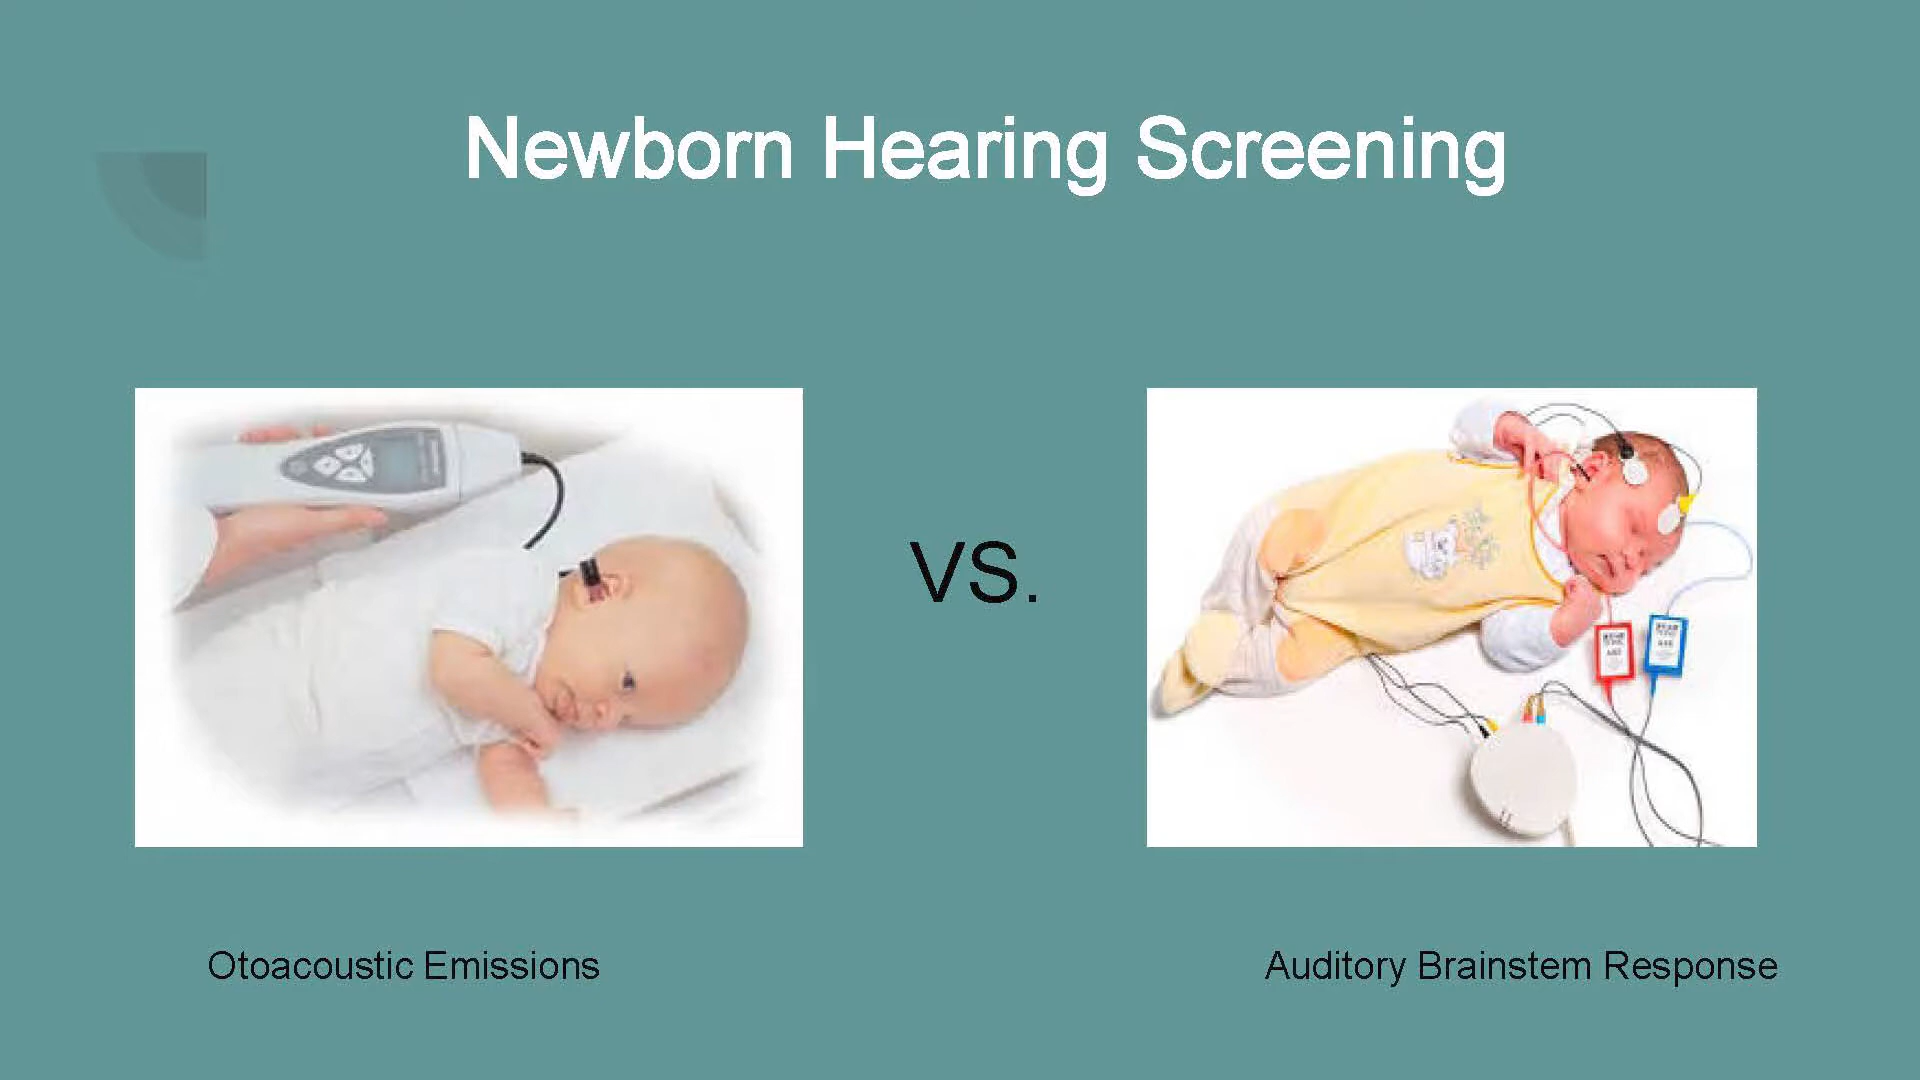 Newborn Hearing Screening
VS.
Otoacoustic Emissions
Auditory Brainstem Response